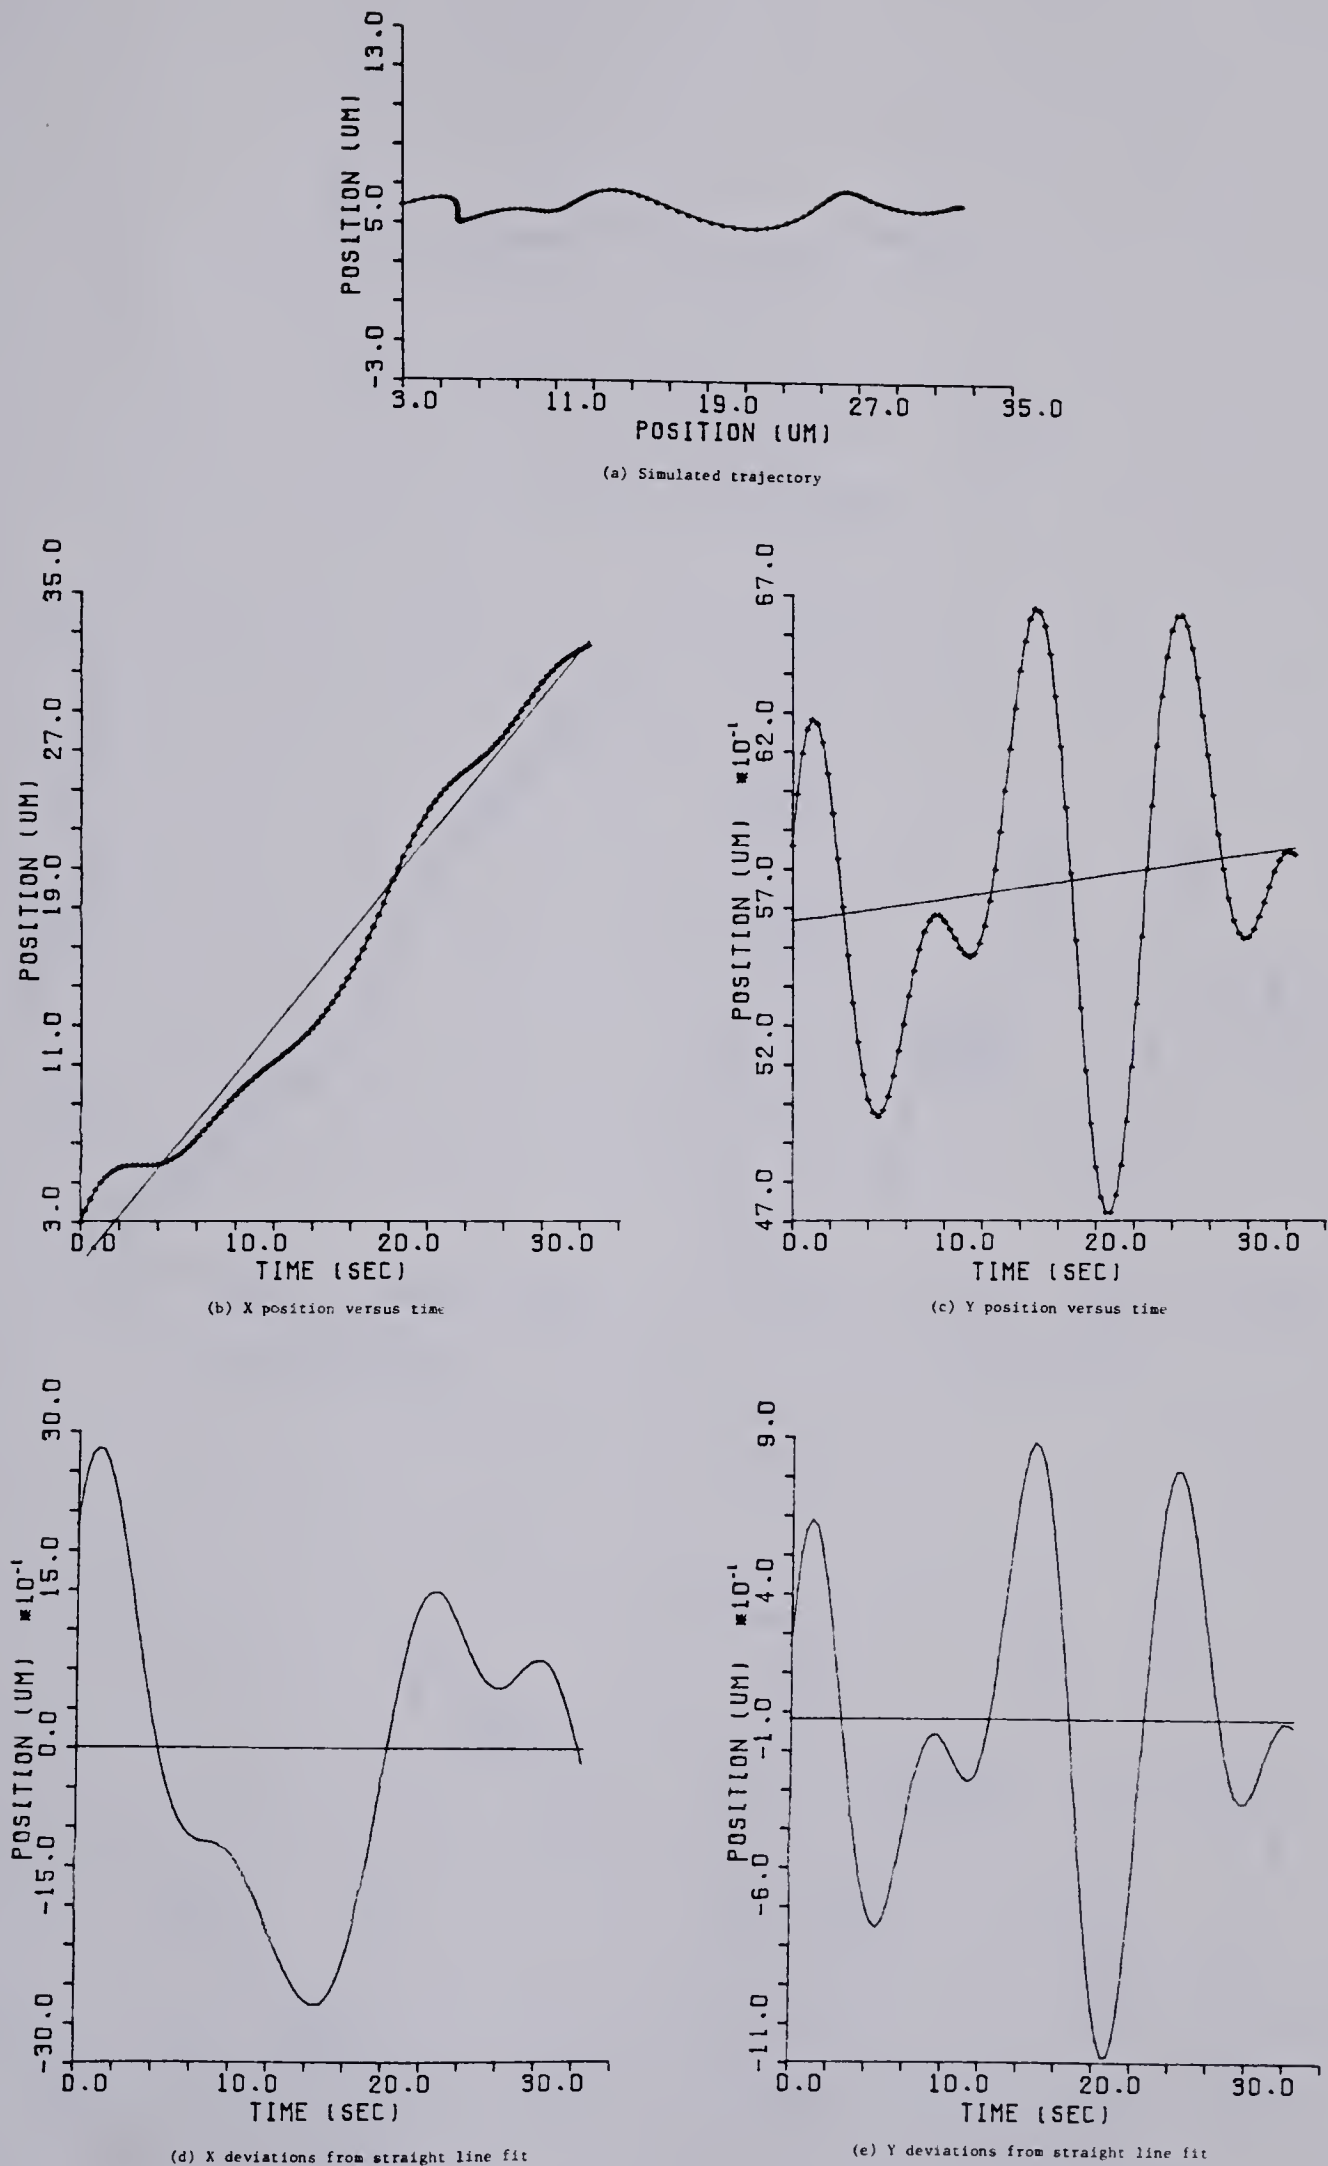 13.0
5.0
-3.0
POSITION (UM)
3.0 11.0 19.0 27.0 35.0
POSITION (UM)
(a) Simulated trajectory
35.0
27.0
19.0
11.0
3.0
POSITION (UM)
0.0 10.0 20.0 30.0
TIME (SEC)
(b) X position versus time
67.0
62.0
57.0
52.0
47.0
POSITION (UM) *10⁻¹
0.0 10.0 20.0 30.0
TIME (SEC)
(c) Y position versus time
30.0
15.0
0.0
-15.0
-30.0
POSITION (UM) *10⁻¹
0.0 10.0 20.0 30.0
TIME (SEC)
(d) X deviations from straight line fit
9.0
4.0
-1.0
-6.0
-11.0
POSITION (UM) *10⁻¹
0.0 10.0 20.0 30.0
TIME (SEC)
(e) Y deviations from straight line fit